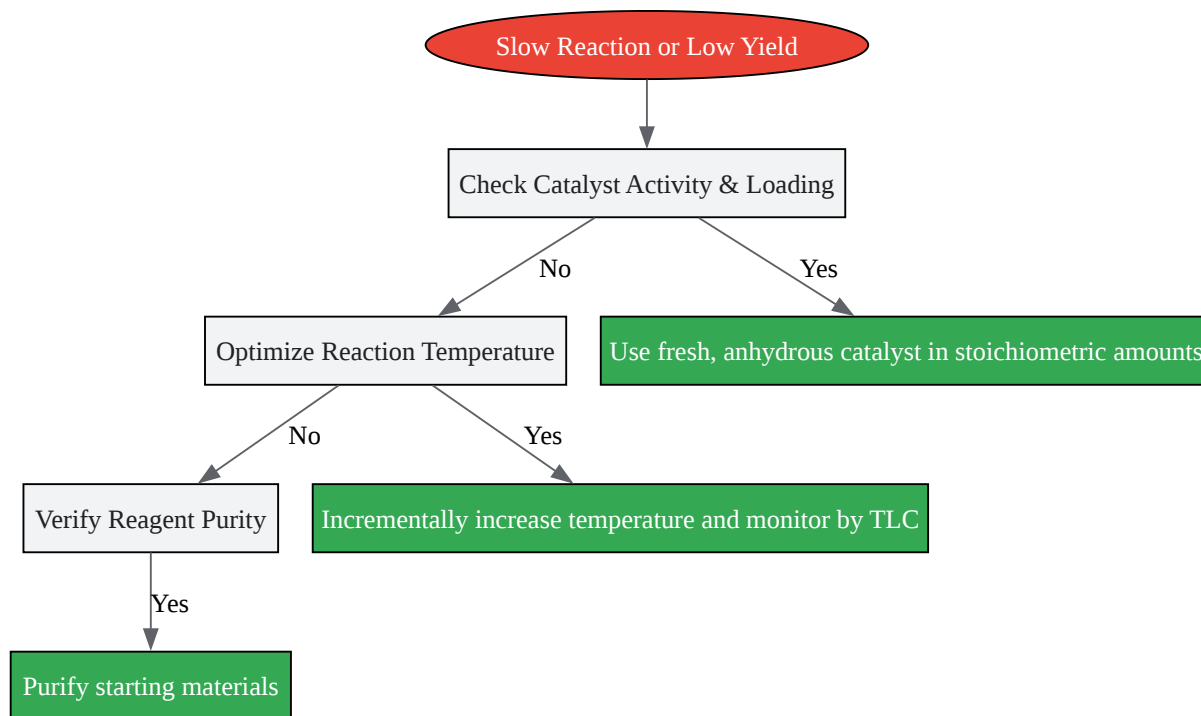 Slow Reaction or Low Yield
Check Catalyst Activity & Loading
No
Yes
Optimize Reaction Temperature
Use fresh, anhydrous catalyst in stoichiometric amounts
No
Yes
Verify Reagent Purity
Incrementally increase temperature and monitor by TLC
Yes
Purify starting materials